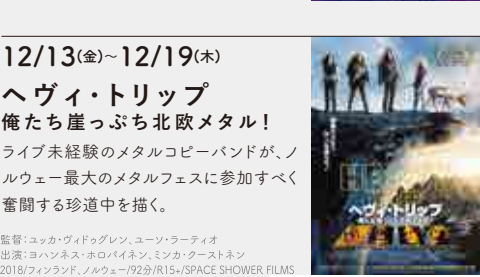 12/13(金)~12/19(木)
ヘヴィ・トリップ
俺たち崖っぷち北欧メタル!
ライブ未経験のメタルコピーバンドが、ノ
ルウェー最大のメタルフェスに参加すべく
奮闘する珍道中を描く。
監督:ユッカ・ヴィドゥグレン、ユーソ・ラーティオ
出演:ヨハンネス・ホロパイネン、ミンカ・クーストネン
2018/フィンランド、ノルウェー/92分/R15+/SPACE SHOWER FILMS
ヘヴィ・トリップ